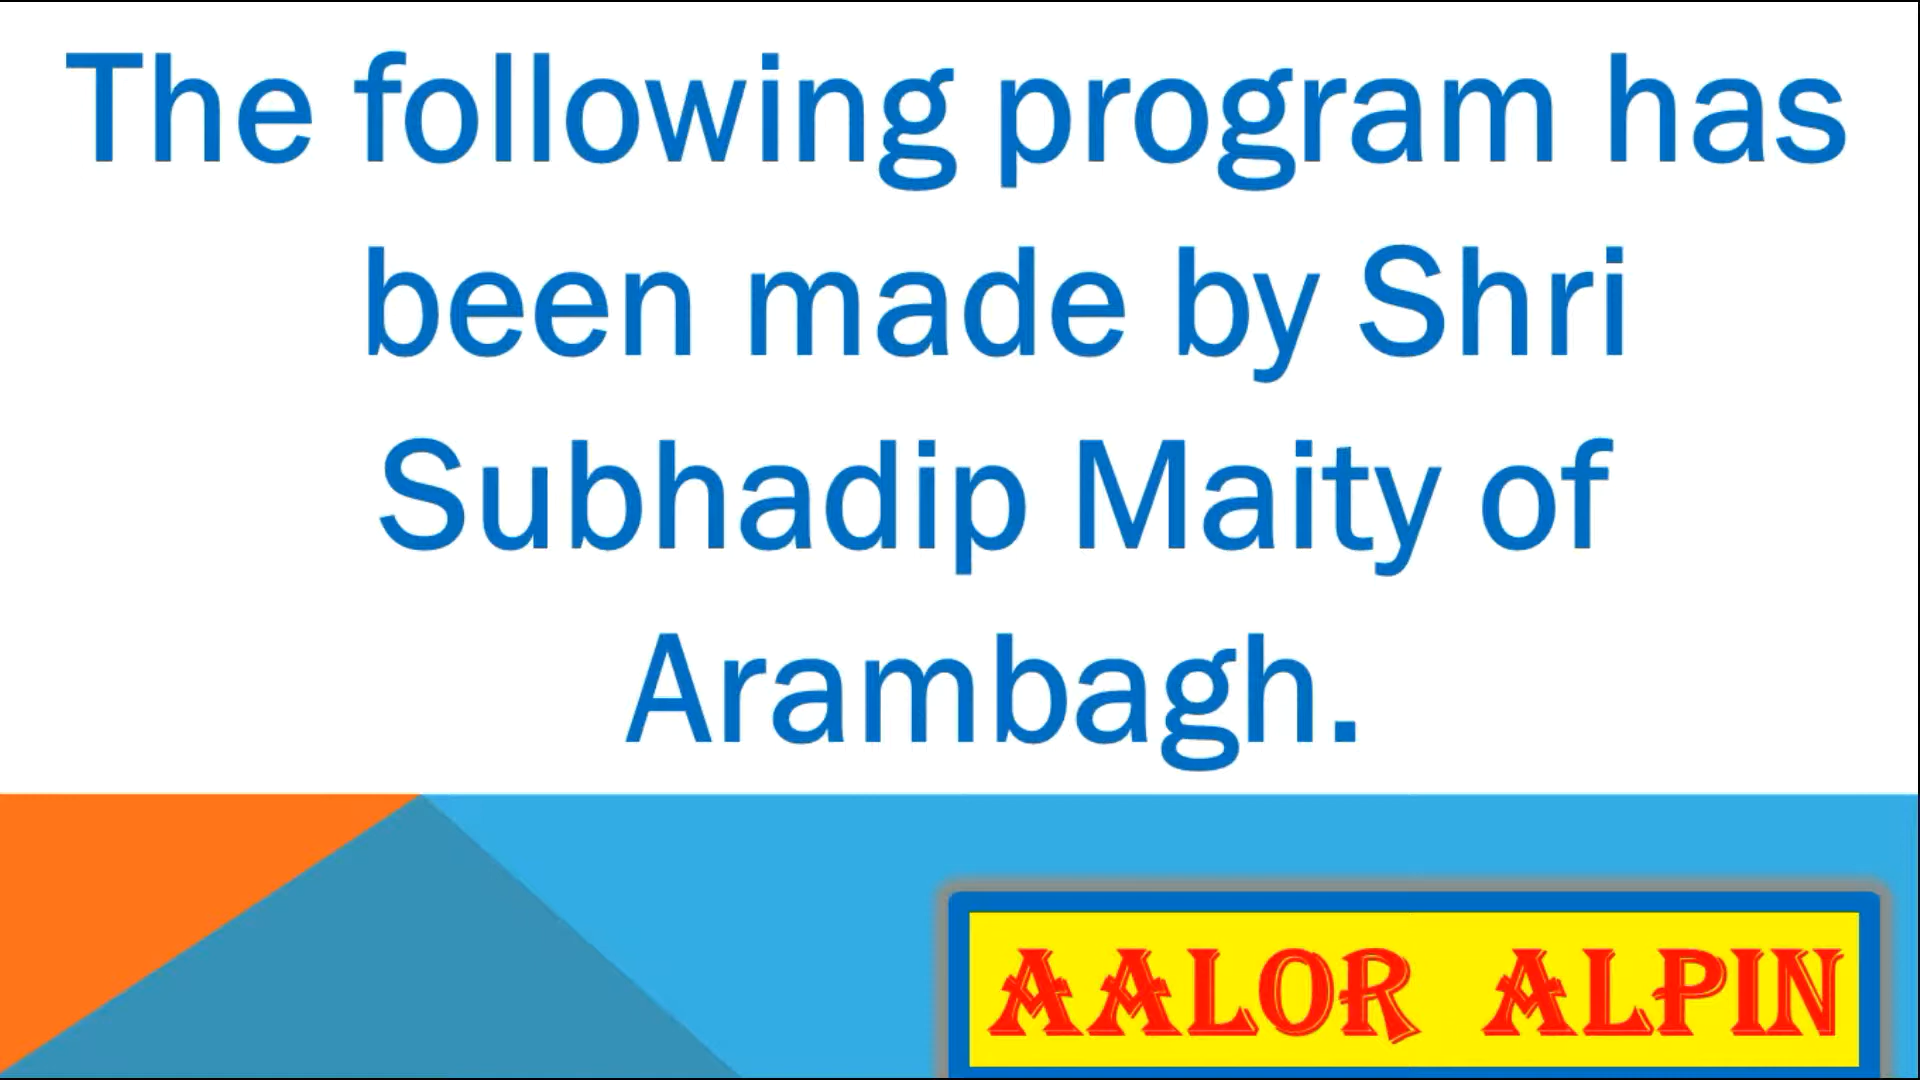 The following program has
been made by Shri
Subhadip Maity of
Arambagh.
AALOR ALPIN